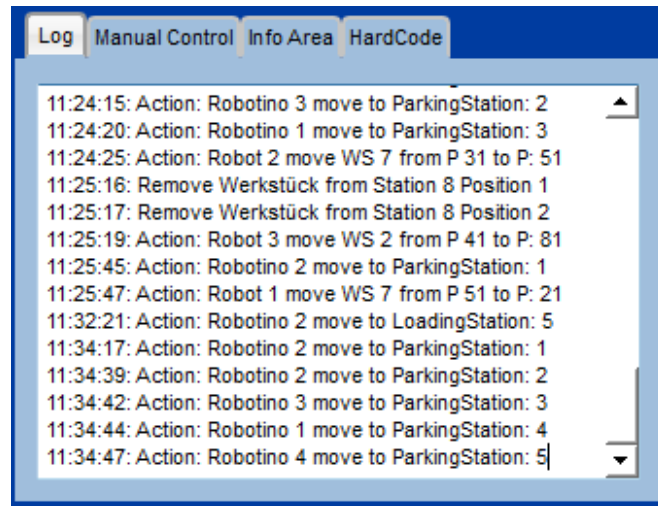 Log Manual Control Info Area HardCode
11:24:15: Action: Robotino 3 move to ParkingStation: 2
11:24:20: Action: Robotino 1 move to ParkingStation: 3
11:24:25: Action: Robot 2 move WS 7 from P 31 to P: 51
11:25:16: Remove Werkstück from Station 8 Position 1
11:25:17: Remove Werkstück from Station 8 Position 2
11:25:19: Action: Robot 3 move WS 2 from P 41 to P: 81
11:25:45: Action: Robotino 2 move to ParkingStation: 1
11:25:47: Action: Robot 1 move WS 7 from P 51 to P: 21
11:32:21: Action: Robotino 2 move to LoadingStation: 5
11:34:17: Action: Robotino 2 move to ParkingStation: 1
11:34:39: Action: Robotino 2 move to ParkingStation: 2
11:34:42: Action: Robotino 3 move to ParkingStation: 3
11:34:44: Action: Robotino 1 move to ParkingStation: 4
11:34:47: Action: Robotino 4 move to ParkingStation: 5